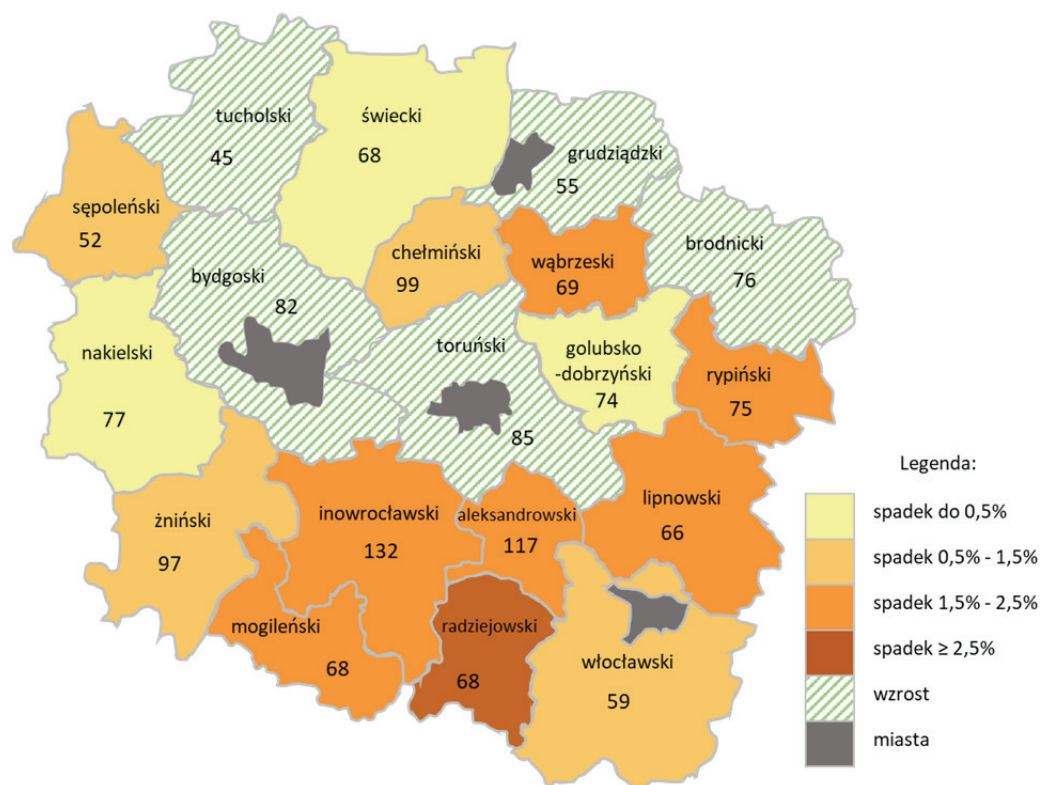 tucholski
45
świecki
68
grudziądzki
55
sępoleński
52
bydgoski
82
chełmiński
99
wąbrzeski
69
brodnicki
76
nakielski
77
toruński
85
golubsko
-dobrzyński
74
rypiński
75
żniński
97
inowrocławski
132
aleksandrowski
117
lipnowski
66
mogileński
68
radziejowski
68
włocławski
59
Legenda:
spadek do 0,5%
spadek 0,5% - 1,5%
spadek 1,5% - 2,5%
spadek ≥ 2,5%
wzrost
miasta